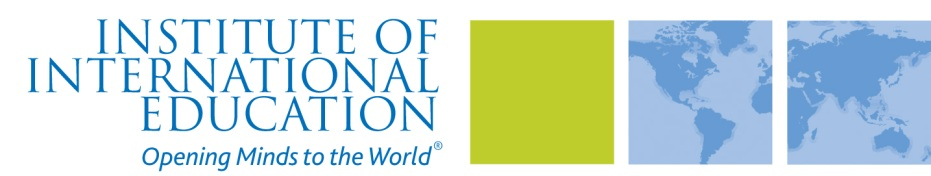 INSTITUTE OF
INTERNATIONAL
EDUCATION
Opening Minds to the World®